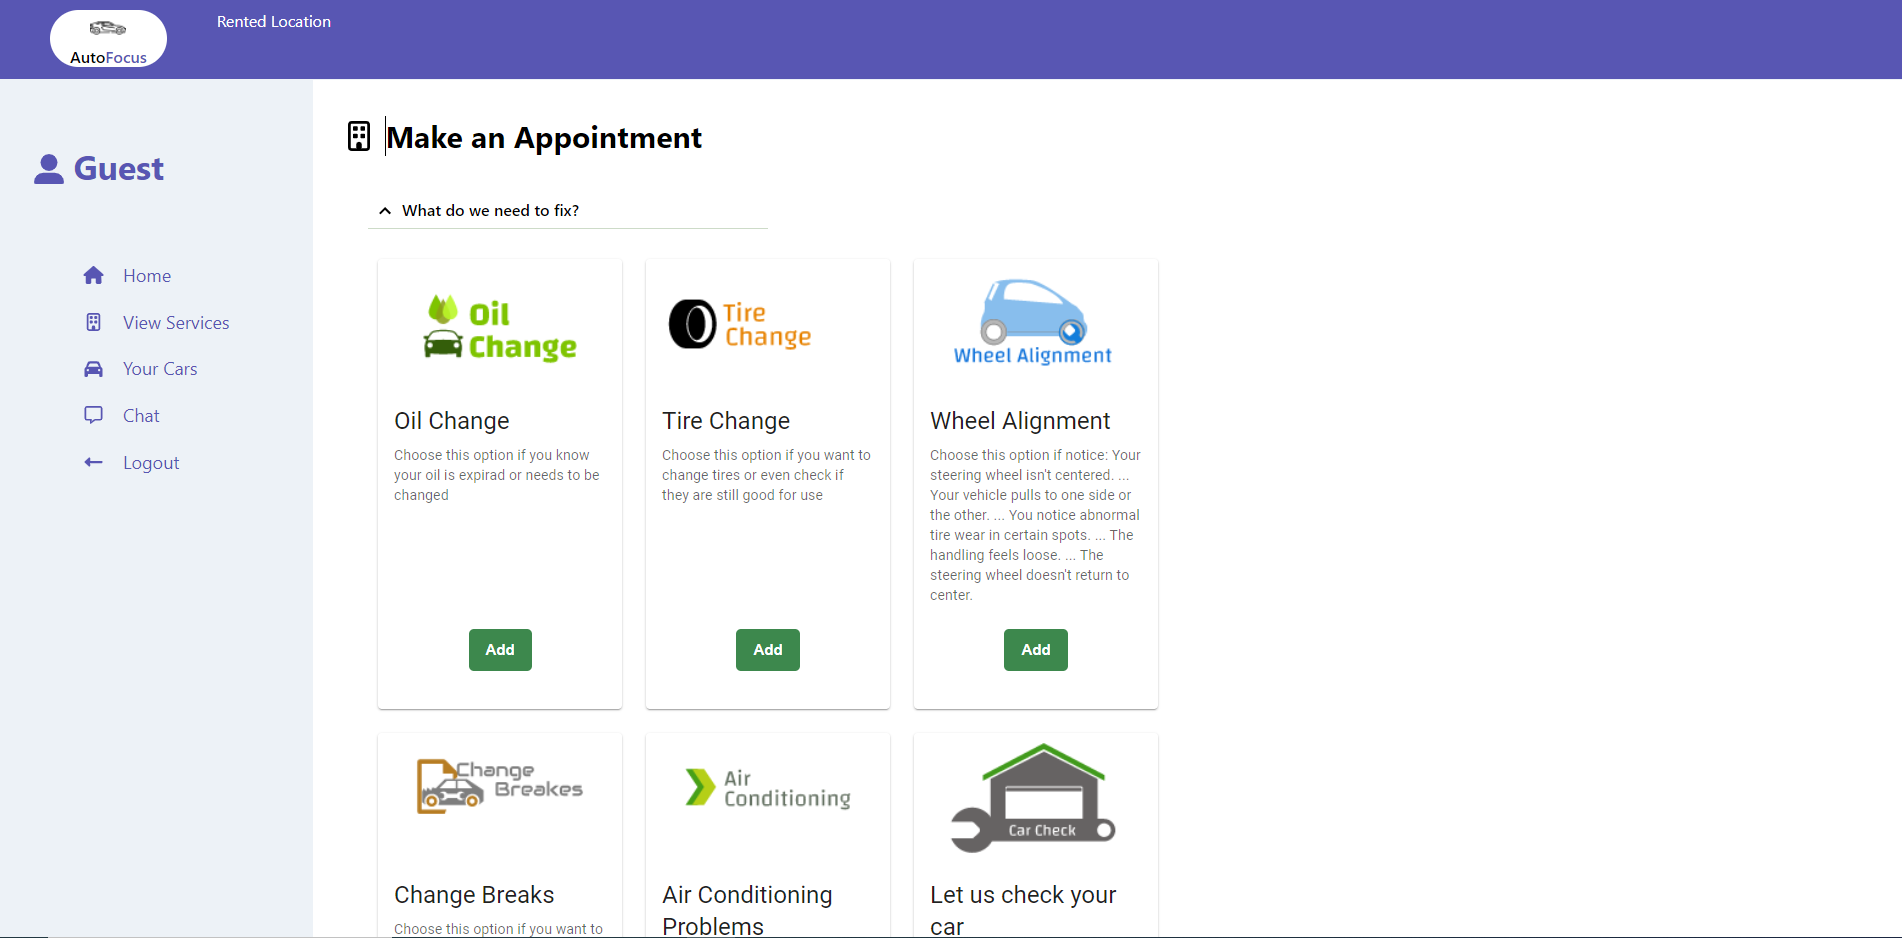 AutoFocus
Rented Location
Guest
Home
View Services
Your Cars
Chat
Logout
Make an Appointment
What do we need to fix?
Oil
Change
Oil Change
Choose this option if you know
your oil is expirad or needs to be
changed
Add
Tire
Change
Tire Change
Choose this option if you want to
change tires or even check if
they are still good for use
Add
Wheel Alignment
Wheel Alignment
Choose this option if notice: Your
steering wheel isn't centered. ...
Your vehicle pulls to one side or
the other. ... You notice abnormal
tire wear in certain spots. ... The
handling feels loose. ... The
steering wheel doesn't return to
center.
Add
Change
Breakes
Change Breaks
Choose this option if you want to
Air
Conditioning
Air Conditioning
Problems
Car Check
Let us check your
car